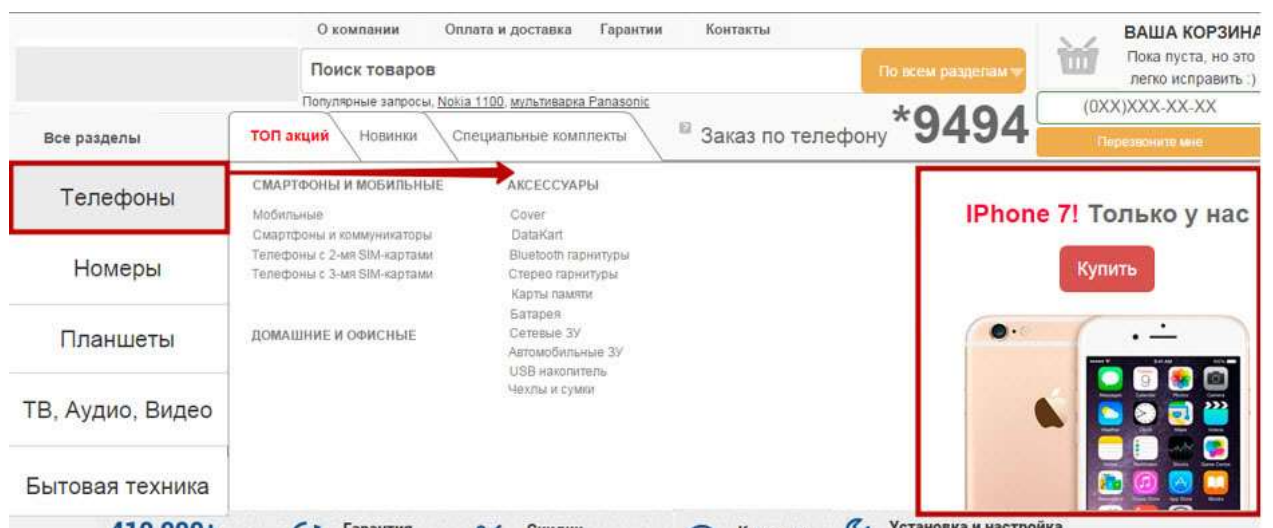 О компании Оплата и доставка Гарантии Контакты
ВАША КОРЗИНА
Пока пуста, но это
легко исправить :)
Поиск товаров
По всем разделам
Популярные запросы, Nokia 1100, мультиварка Panasonic
(0XX)XXX-XX-XX
Перезвоните мне
Все разделы
ТОП акций Новинки Специальные комплекты
Заказ по телефону *9494
Телефоны
Номеры
Планшеты
ТВ, Аудио, Видео
Бытовая техника
СМАРТФОНЫ И МОБИЛЬНЫЕ
Мобильные
Смартфоны и коммуникаторы
Телефоны с 2-мя SIM-картами
Телефоны с 3-мя SIM-картами
ДОМАШНИЕ И ОФИСНЫЕ
АКСЕССУАРЫ
Cover
DataKart
Bluetooth гарнитуры
Стерео гарнитуры
Карты памяти
Батарея
Сетевые ЗУ
Автомобильные ЗУ
USB накопитель
Чехлы и сумки
IPhone 7! Только у нас
Купить
Гарантия
Установка и настройка